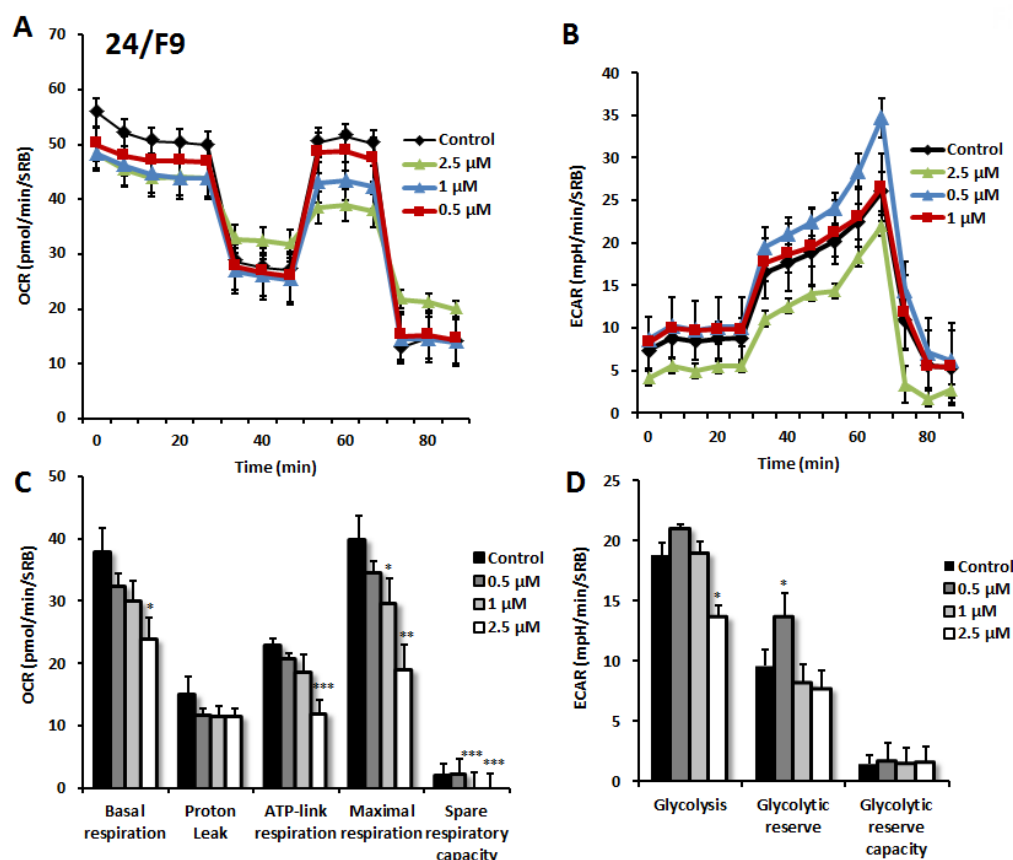 A
24/F9
70
60
50
40
30
20
10
0
OCR (pmol/min/SRB)
0 20 40 60 80
Time (min)
Control
2.5 µM
1 µM
0.5 µM
B
40
35
30
25
20
15
10
5
0
ECAR (mpH/min/SRB)
0 20 40 60 80
Time (min)
Control
2.5 µM
0.5 µM
1 µM
C
50
40
30
20
10
0
OCR (pmol/min/SRB)
Control
0.5 µM
1 µM
2.5 µM
*
***
*
**
***
***
Basal Proton ATP-link Maximal Spare
respiration Leak respiration respiration respiratory
capacity
D
25
20
15
10
5
0
ECAR (mpH/min/SRB)
Control
0.5 µM
1 µM
2.5 µM
*
*
Glycolysis Glycolytic Glycolytic
reserve reserve
capacity